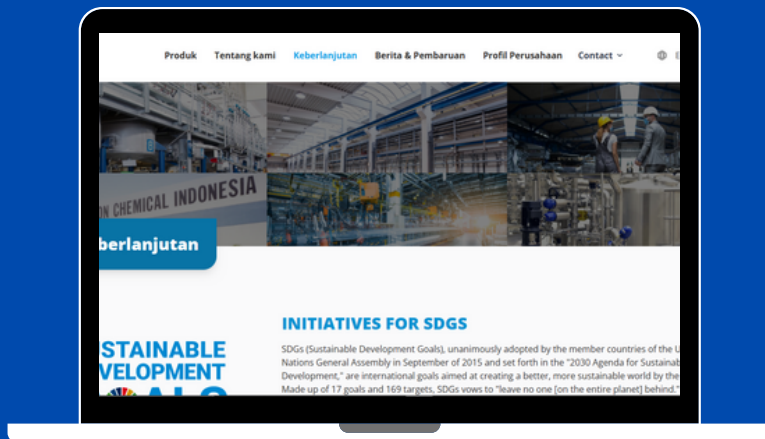 Produk Tentang kami Keberlanjutan Berita & Pembaruan Profil Perusahaan Contact
CHEMICAL INDONESIA
berlanjutan
INITIATIVES FOR SDGS
STAINABLE
VELOPMENT
SDGs (Sustainable Development Goals), unanimously adopted by the member countries of the U
Nations General Assembly in September of 2015 and set forth in the "2030 Agenda for Sustainab
Development," are international goals aimed at creating a better, more sustainable world by the
Made up of 17 goals and 169 targets, SDGs vows to "leave no one [on the entire planet] behind."